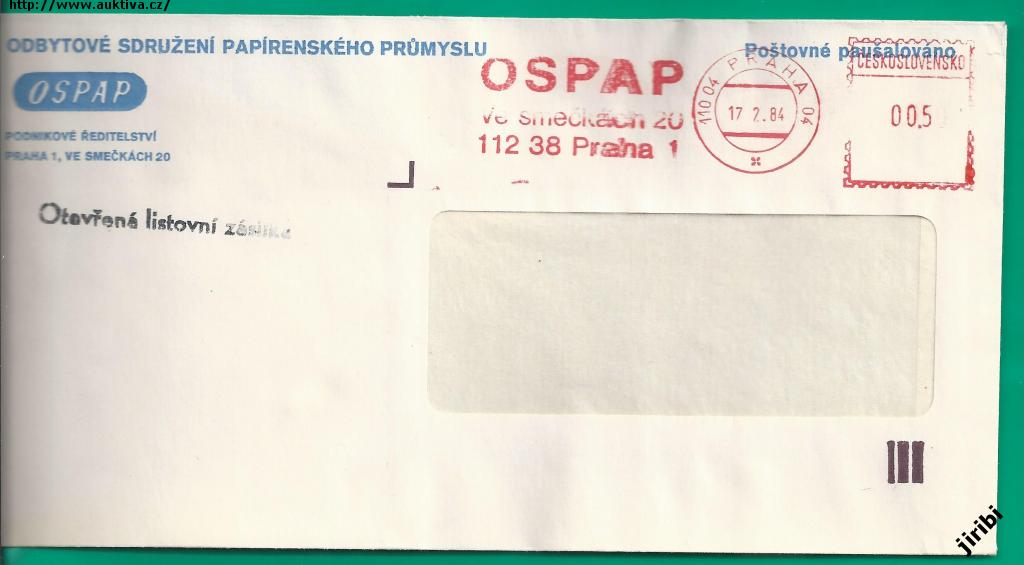 http://www.auktiva.cz/
ODBYTOVÉ SDRUŽENÍ PAPÍRENSKÉHO PRŮMYSLU
Poštovné paušalováno
OSPAP
PODNIKOVÉ ŘEDITELSTVÍ
PRAHA 1, VE SMEČKÁCH 20
OSPAP
Ve smečkách 20
112 38 Praha 1
110 04 PRAHA 04
17 2.84
ČESKOSLOVENSKO
00,5
Otevřená listovní zásilka
jiribi